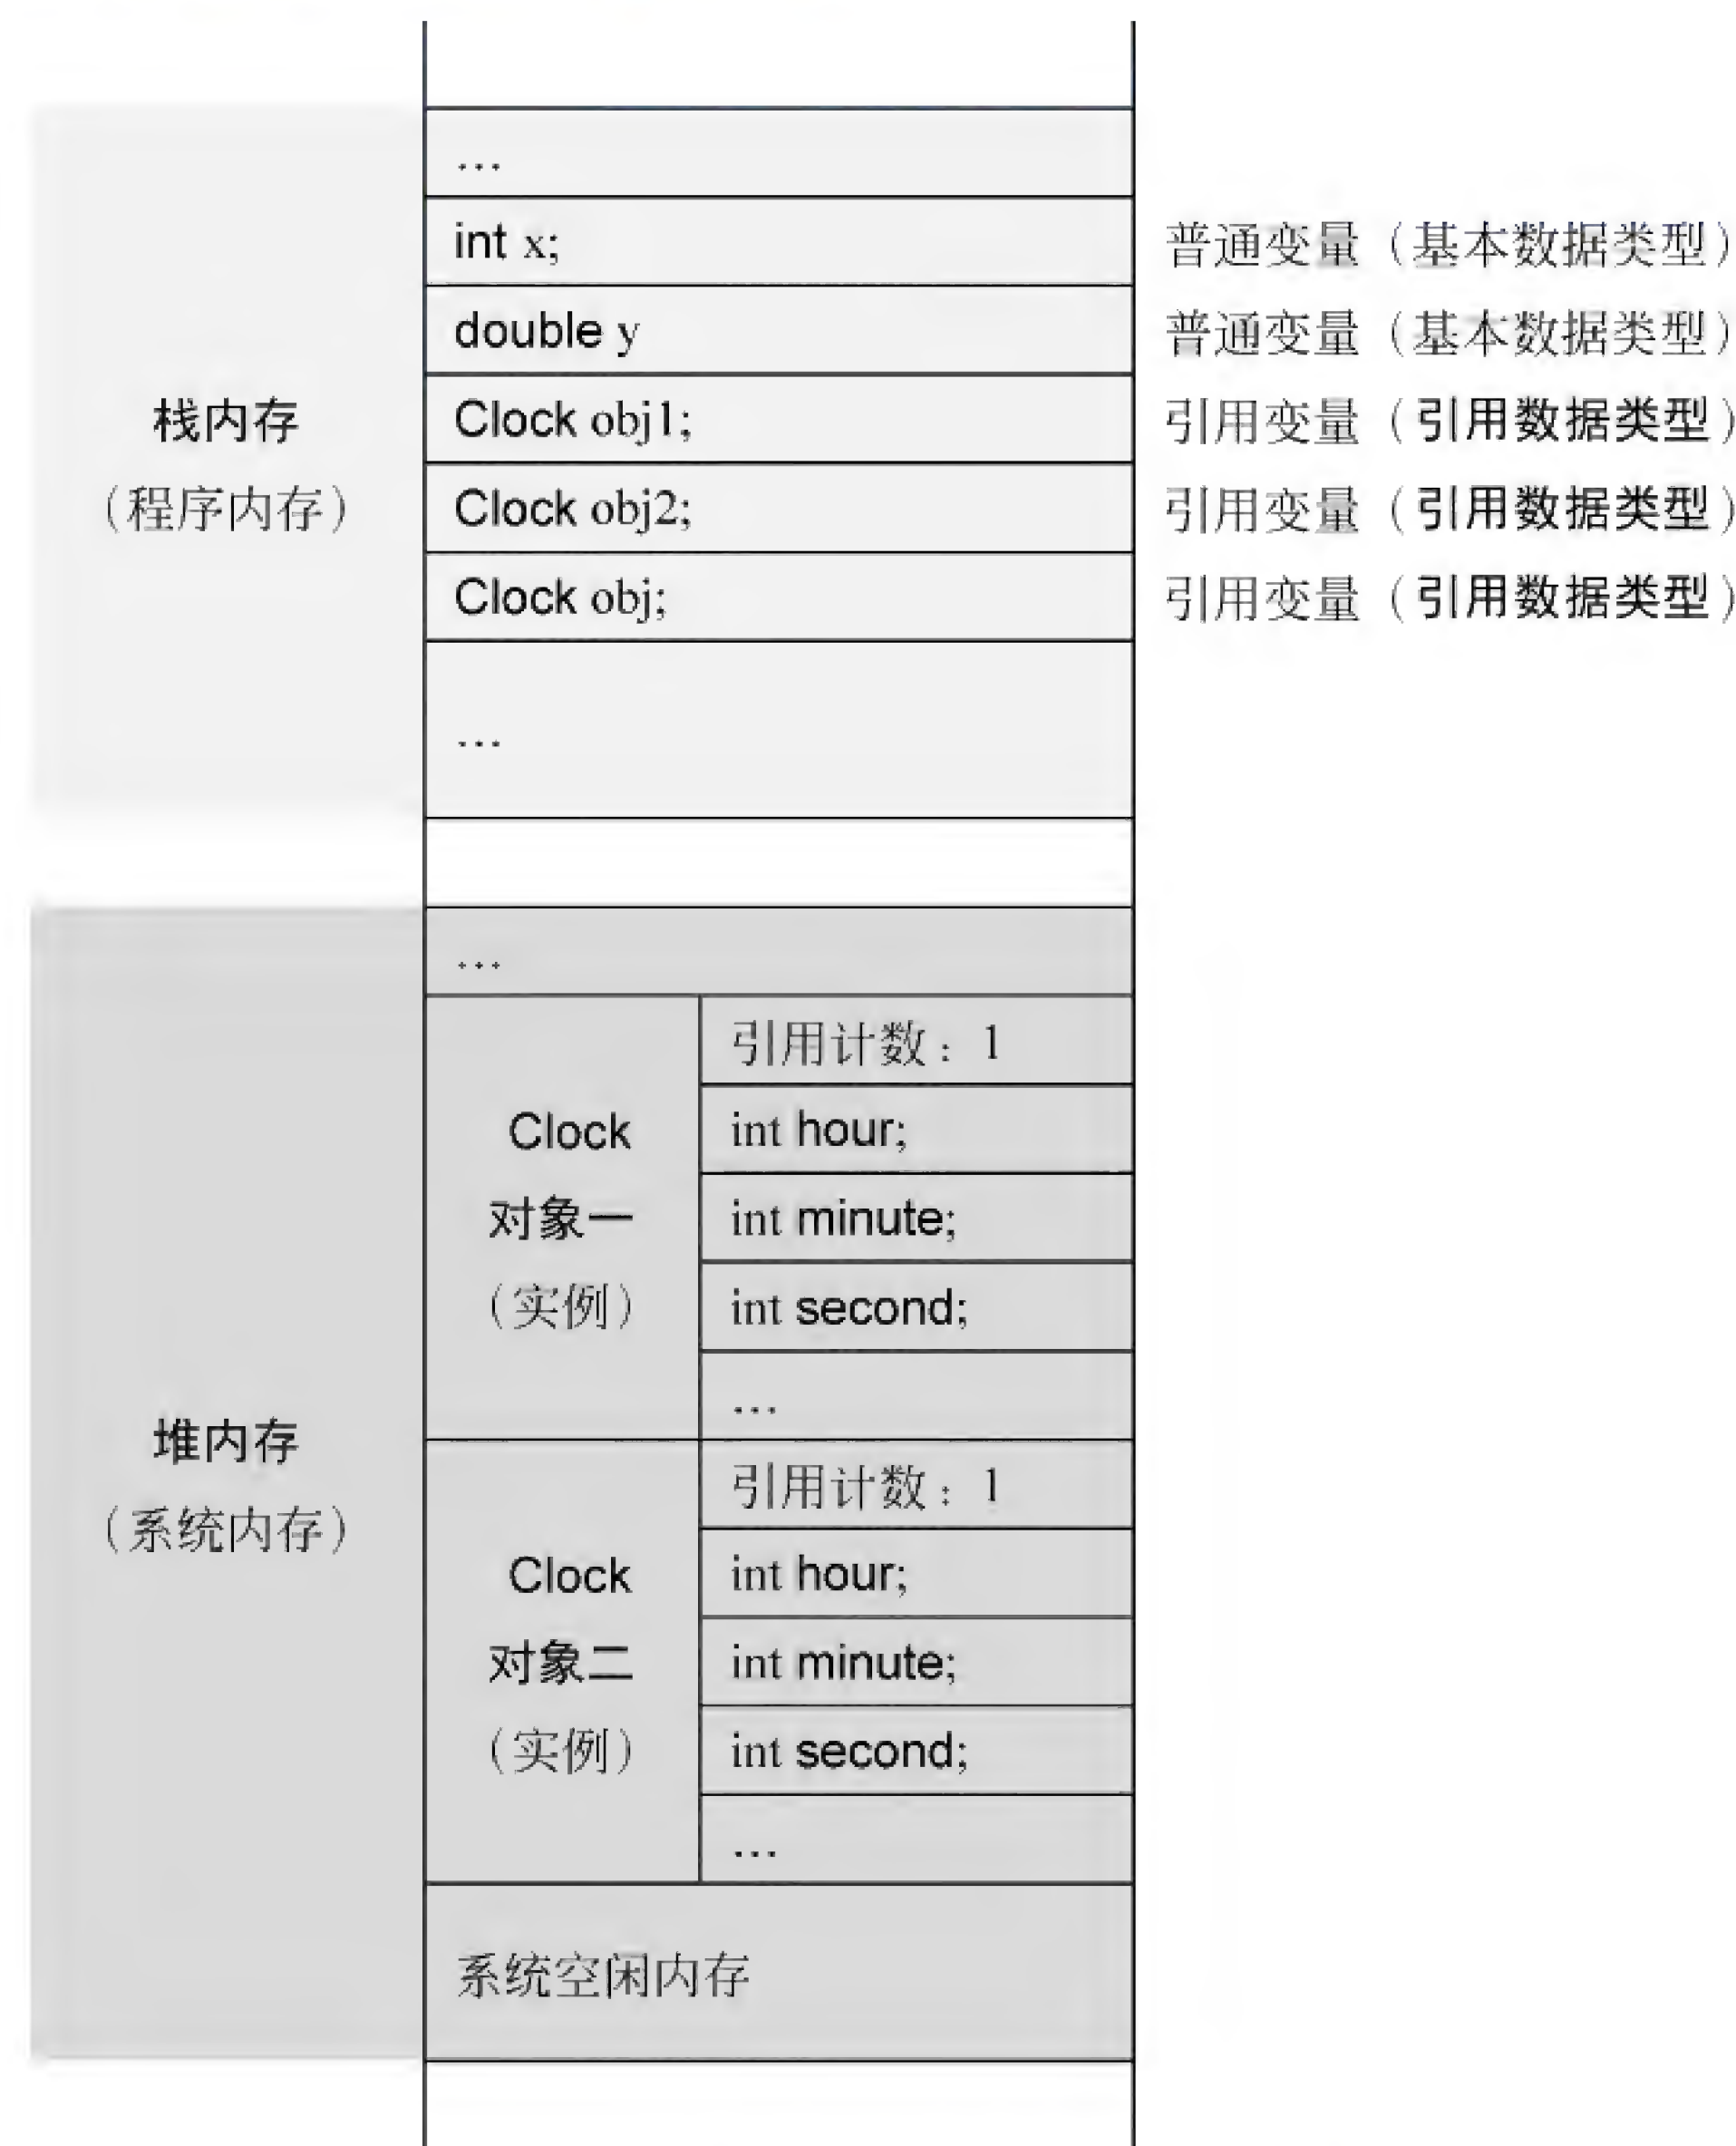 …
int x;
普通变量（基本数据类型）
double y
普通变量（基本数据类型）
栈内存
（程序内存）
Clock obj1;
引用变量（引用数据类型）
Clock obj2;
引用变量（引用数据类型）
Clock obj;
引用变量（引用数据类型）
…
堆内存
（系统内存）
…
Clock
对象一
（实例）
引用计数：1
int hour;
int minute;
int second;
…
Clock
对象二
（实例）
引用计数：1
int hour;
int minute;
int second;
…
系统空闲内存